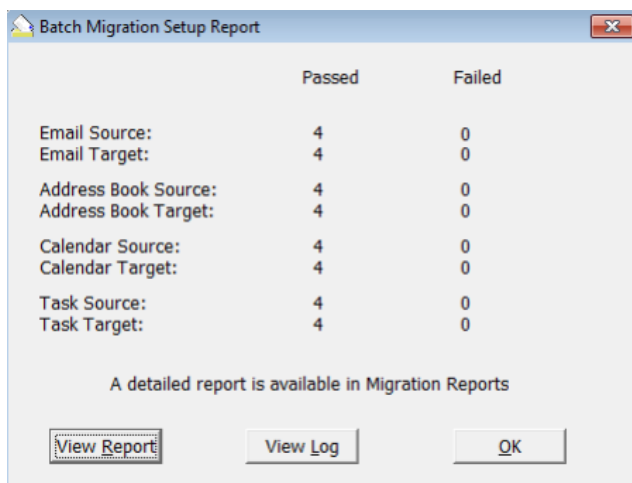 Batch Migration Setup Report
Passed Failed
Email Source: 4 0
Email Target: 4 0
Address Book Source: 4 0
Address Book Target: 4 0
Calendar Source: 4 0
Calendar Target: 4 0
Task Source: 4 0
Task Target: 4 0
A detailed report is available in Migration Reports
View Report View Log OK